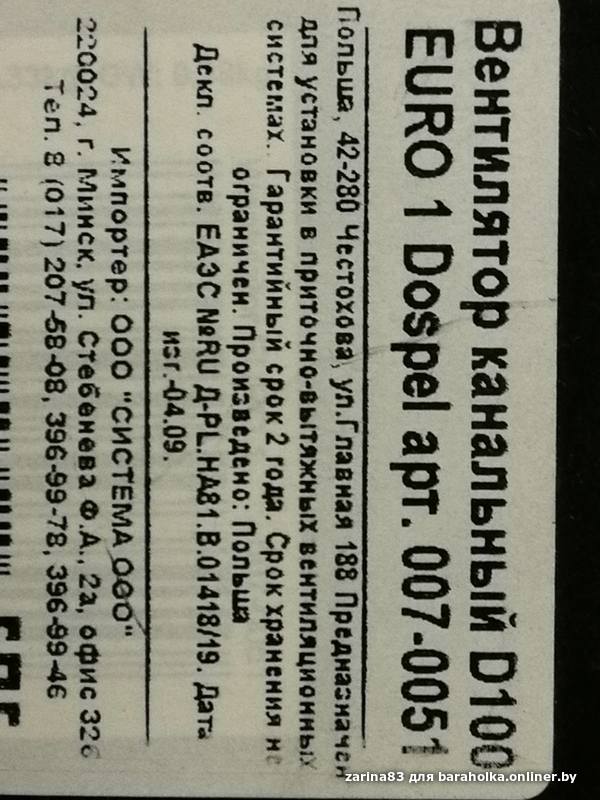 Вентилятор канальный D100
EURO 1 Dospel арт. 007-0051
Польша, 42-280 Честохова, ул.Главная 188 Предназначен
для установки в приточно-вытяжных вентиляционных
системах. Гарантийный срок 2 года. Срок хранения не
ограничен. Произведено: Польша
Декл. соотв. ЕАЭС №RU Д-PL.НА81.В.01418/19. Дата
изг.-04.09.
Импортер: ООО "СИСТЕМА ООО"
220024, г. Минск, ул. Стебенева Ф.А., 2а, офис 326
Тел. 8 (017) 207-58-08, 396-99-78, 396-99-46
zarina83 для baraholka.onliner.by